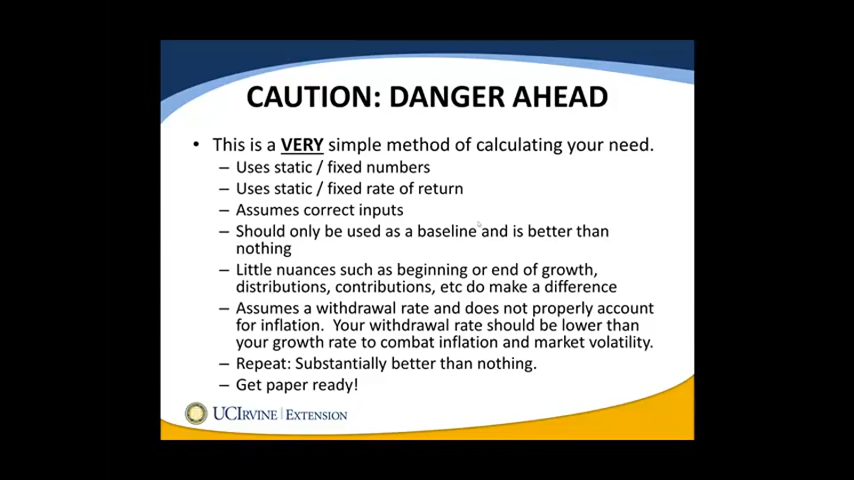 CAUTION: DANGER AHEAD
• This is a VERY simple method of calculating your need.
– Uses static / fixed numbers
– Uses static / fixed rate of return
– Assumes correct inputs
– Should only be used as a baseline and is better than
nothing
– Little nuances such as beginning or end of growth,
distributions, contributions, etc do make a difference
– Assumes a withdrawal rate and does not properly account
for inflation.  Your withdrawal rate should be lower than
your growth rate to combat inflation and market volatility.
– Repeat: Substantially better than nothing.
– Get paper ready!
UCIRVINE | EXTENSION